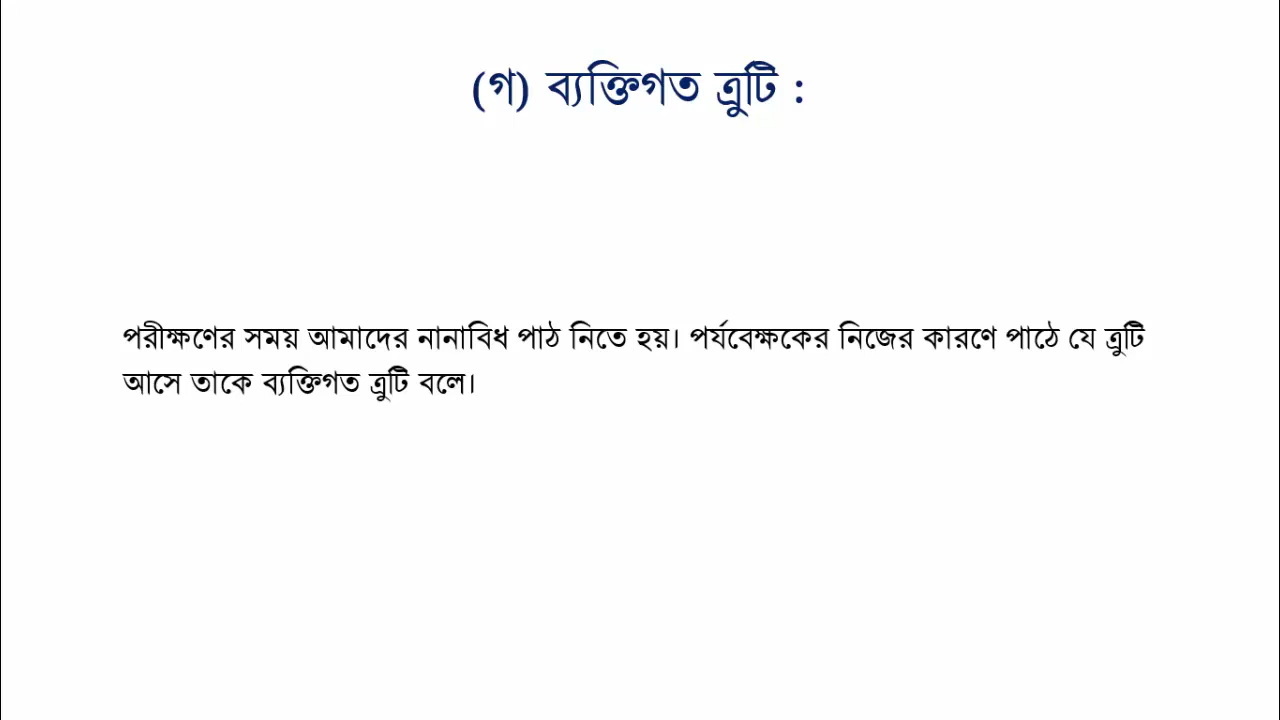 (গ) ব্যক্তিগত ত্রুটি :
পরীক্ষণের সময় আমাদের নানাবিধ পাঠ নিতে হয়। পর্যবেক্ষকের নিজের কারণে পাঠে যে ত্রুটি
আসে তাকে ব্যক্তিগত ত্রুটি বলে।